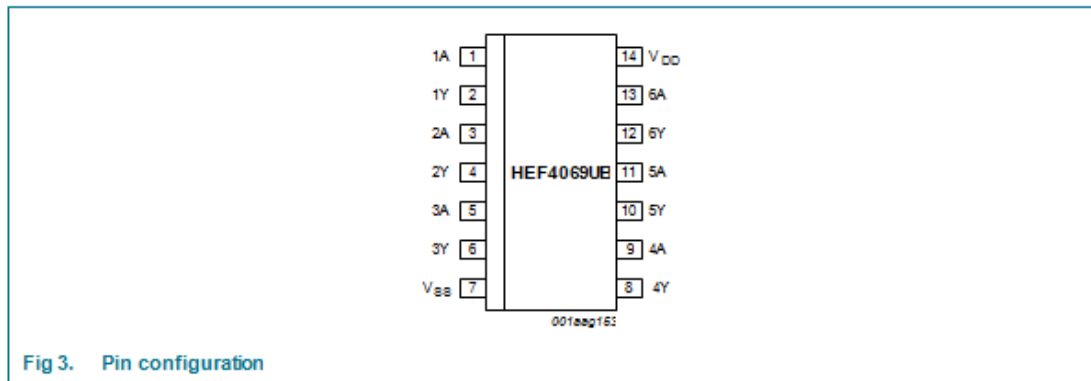 1A 1 14 VDD
1Y 2 13 6A
2A 3 12 6Y
2Y 4 HEF4069UB 11 5A
3A 5 10 5Y
3Y 6 9 4A
VSS 7 8 4Y
001aag153
Fig 3. Pin configuration